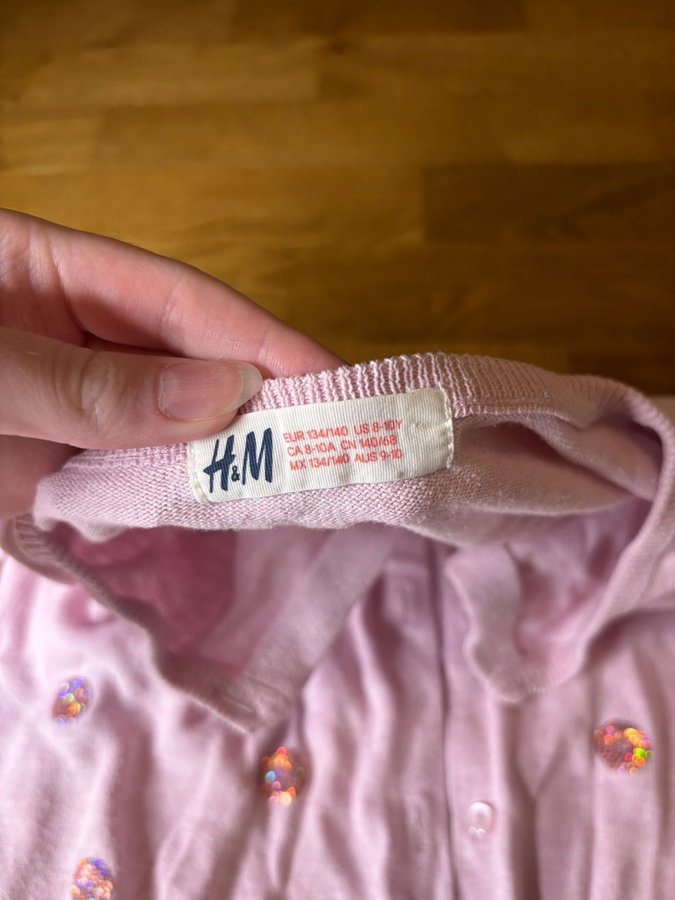 H&M
EUR 134/140 US 8-10Y
CA 8-10A CN 140/68
MX 134/140 AUS 9-10